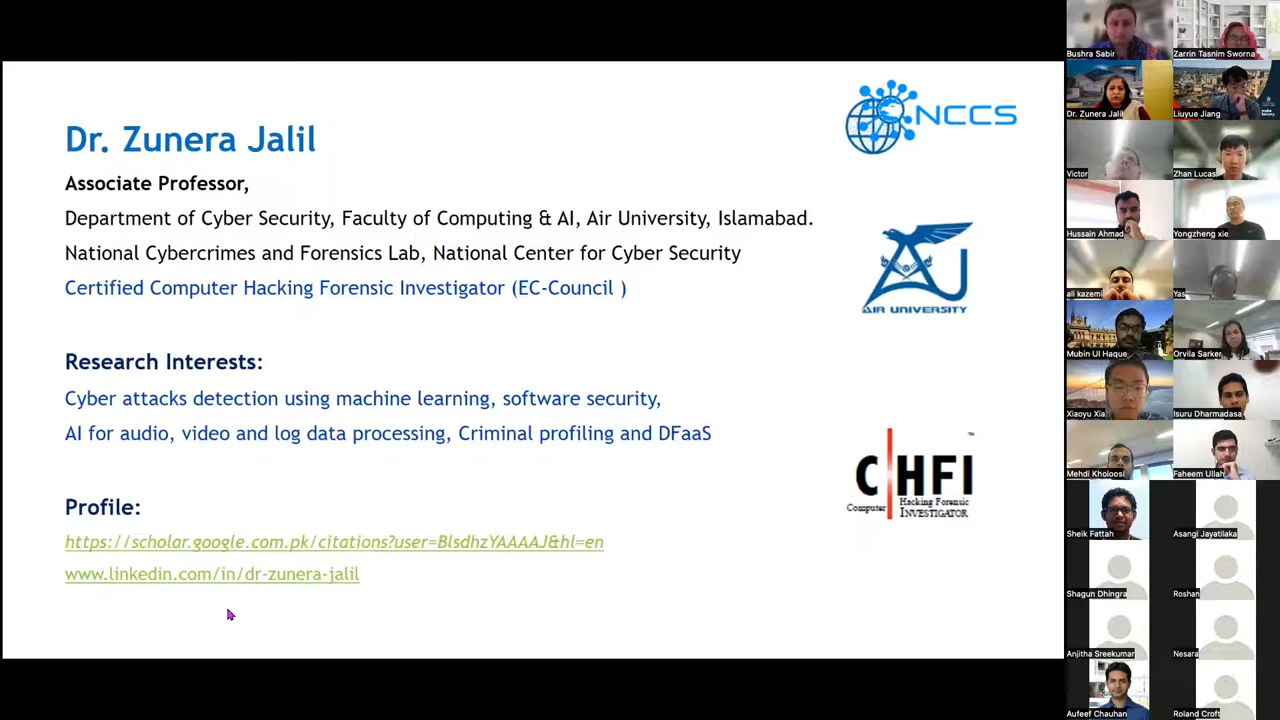 Dr. Zunera Jalil
Associate Professor,
Department of Cyber Security, Faculty of Computing & AI, Air University, Islamabad.
National Cybercrimes and Forensics Lab, National Center for Cyber Security
Certified Computer Hacking Forensic Investigator (EC-Council )
Research Interests:
Cyber attacks detection using machine learning, software security,
AI for audio, video and log data processing, Criminal profiling and DFaaS
Profile:
https://scholar.google.com.pk/citations?user=BlsdhzYAAAAJ&hl=en
www.linkedin.com/in/dr-zunera-jalil
NCCS
AIR UNIVERSITY
CHFI
™
Computer Hacking Forensic
INVESTIGATOR
Bushra Sabir
Zarrin Tasnim Sworna
Dr. Zunera Jalil
Liuyue Jiang
Victor
Zhan Lucas
Hussain Ahmad
Yongzheng xie
ali kazemi
Yas
Mubin Ul Haque
Orvila Sarker
Xiaoyu Xia
Isuru Dharmadasa
Mehdi Kholoosi
Faheem Ullah
Sheik Fattah
Asangi Jayatilaka
Shagun Dhingra
Roshan
Anjitha Sreekumar
Nesara
Aufeef Chauhan
Roland Croft